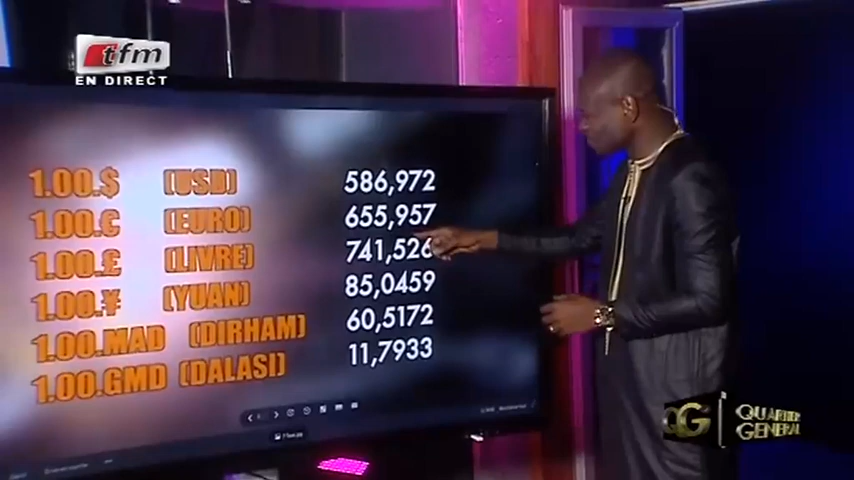 tfm
EN DIRECT
1.00.$ (USD) 586,972
1.00.£ (EURO) 655,957
1.00.£ (LIVRE) 741,526
1.00.¥ (YUAN) 85,0459
1.00.MAD (DIRHAM) 60,5172
1.00.GMD (DALASI) 11,7933
QG QUARTIER
GENERAL